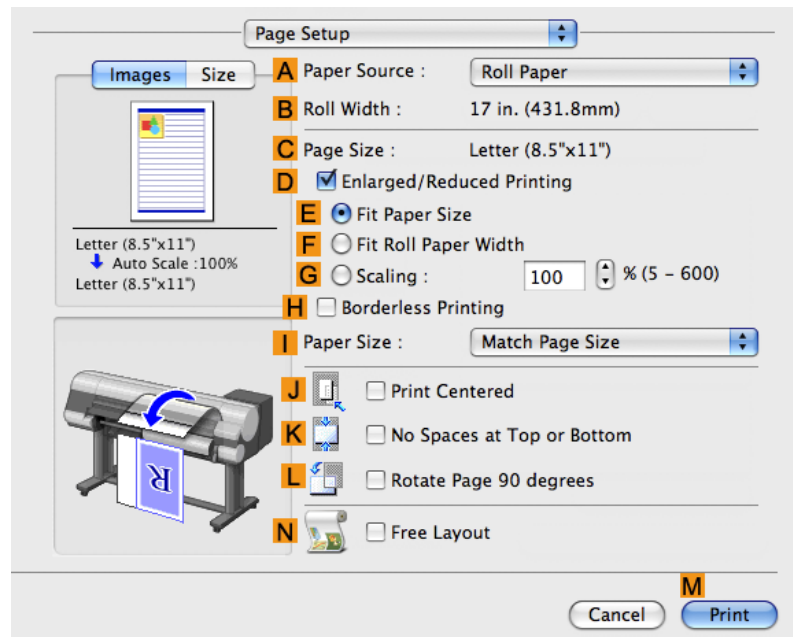 Page Setup
Images Size
A Paper Source : Roll Paper
B Roll Width : 17 in. (431.8mm)
C Page Size : Letter (8.5"x11")
D Enlarged/Reduced Printing
E Fit Paper Size
F Fit Roll Paper Width
G Scaling : 100 % (5 - 600)
Letter (8.5"x11")
Auto Scale :100%
Letter (8.5"x11")
H Borderless Printing
I Paper Size : Match Page Size
J Print Centered
K No Spaces at Top or Bottom
L Rotate Page 90 degrees
R
N Free Layout
M
Cancel Print